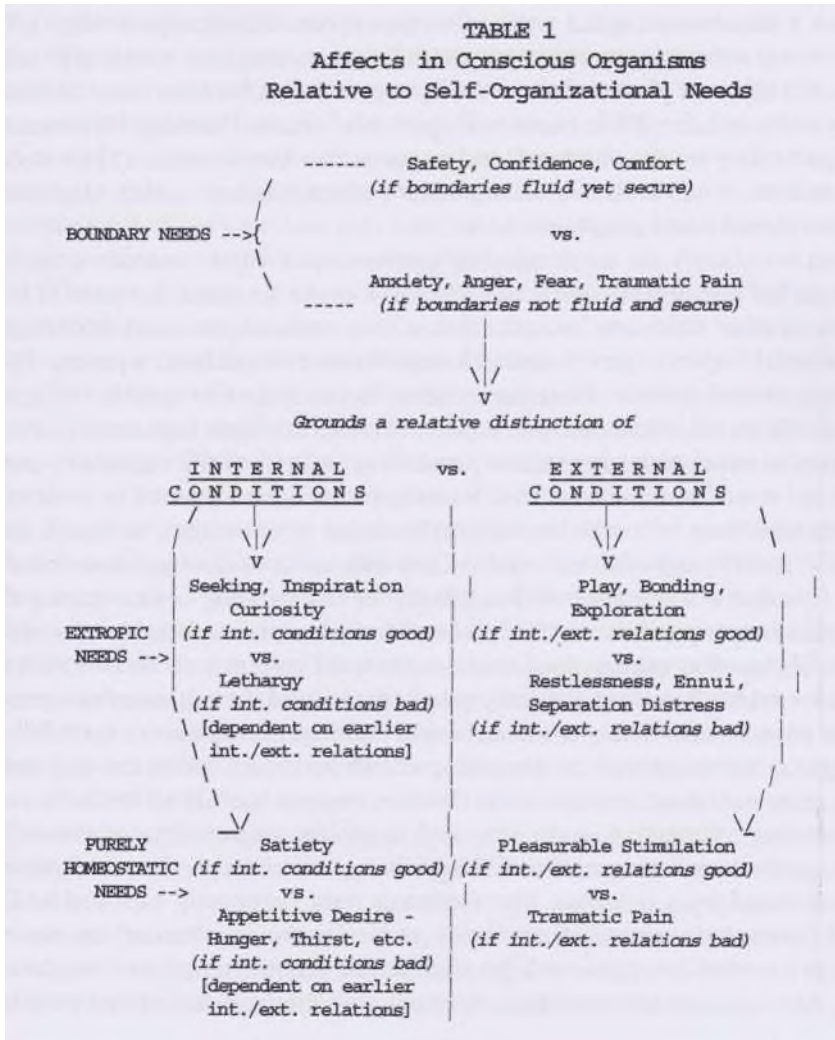 TABLE 1
Affects in Conscious Organisms
Relative to Self-Organizational Needs
------ Safety, Confidence, Comfort
(if boundaries fluid yet secure)
BOUNDARY NEEDS -->{ vs.
Anxiety, Anger, Fear, Traumatic Pain
----- (if boundaries not fluid and secure)
Grounds a relative distinction of
INTERNAL vs. EXTERNAL
CONDITIONS CONDITIONS
Seeking, Inspiration Play, Bonding,
Curiosity Exploration
EXTROPIC (if int. conditions good) (if int./ext. relations good)
NEEDS --> vs. vs.
Lethargy Restlessness, Ennui,
(if int. conditions bad) Separation Distress
[dependent on earlier (if int./ext. relations bad)
int./ext. relations]
PURELY Satiety Pleasurable Stimulation
HOMEOSTATIC (if int. conditions good) (if int./ext. relations good)
NEEDS --> vs. vs.
Appetitive Desire - Traumatic Pain
Hunger, Thirst, etc. (if int./ext. relations bad)
(if int. conditions bad)
[dependent on earlier
int./ext. relations]